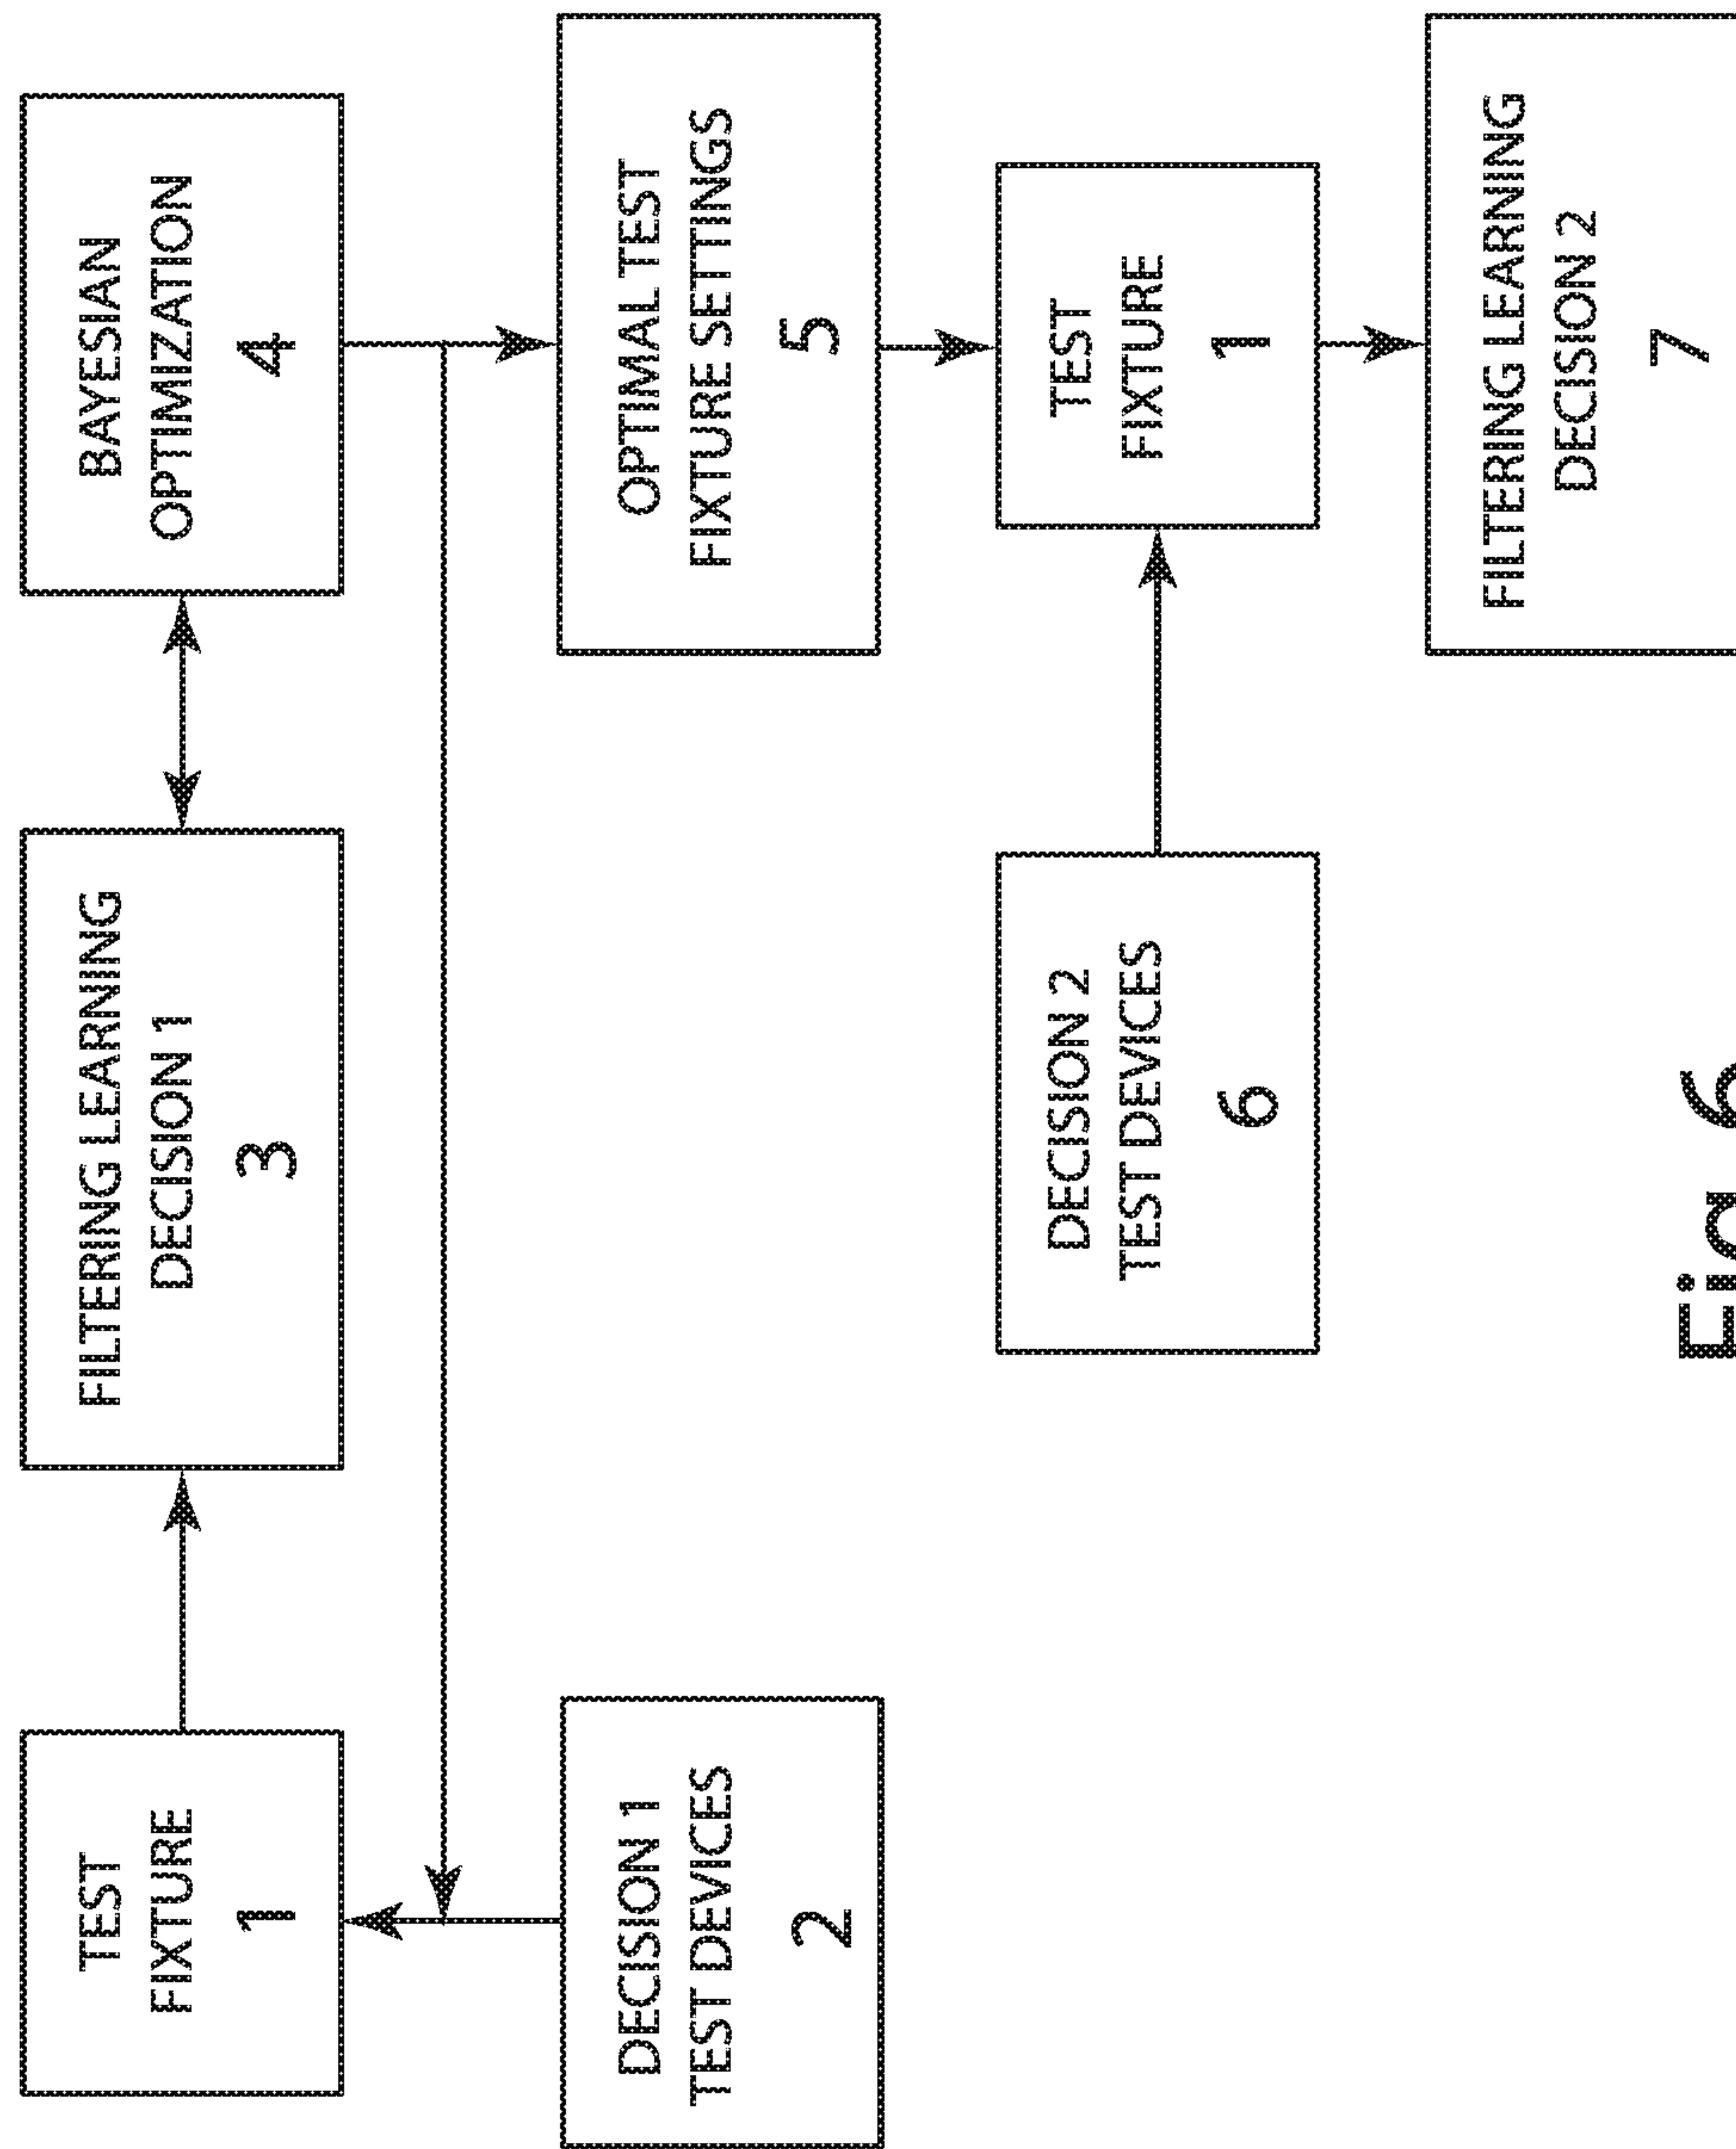 TEST
FIXTURE
1
FILTERING LEARNING
DECISION 1
3
BAYESIAN
OPTIMIZATION
4
DECISION 1
TEST DEVICES
2
OPTIMAL TEST
FIXTURE SETTINGS
5
DECISION 2
TEST DEVICES
6
TEST
FIXTURE
1
FILTERING LEARNING
DECISION 2
7
Fig 6